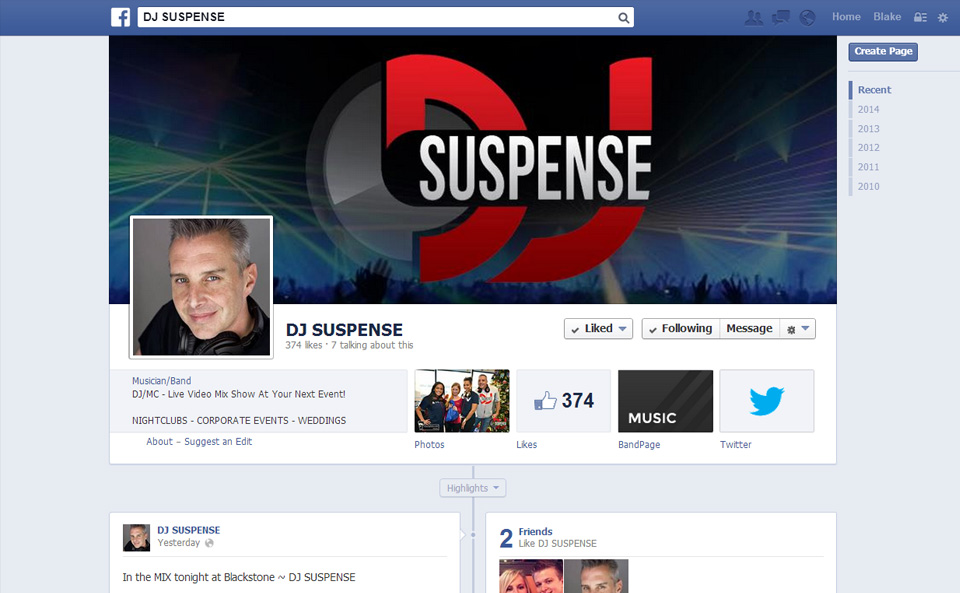 DJ SUSPENSE
Home Blake
Create Page
Recent
2014
2013
2012
2011
2010
DJ
SUSPENSE
DJ SUSPENSE
374 likes · 7 talking about this
Liked
Following
Message
Musician/Band
DJ/MC - Live Video Mix Show At Your Next Event!
NIGHTCLUBS - CORPORATE EVENTS - WEDDINGS
About – Suggest an Edit
374
MUSIC
Photos
Likes
BandPage
Twitter
Highlights
DJ SUSPENSE
Yesterday
In the MIX tonight at Blackstone ~ DJ SUSPENSE
2 Friends
Like DJ SUSPENSE